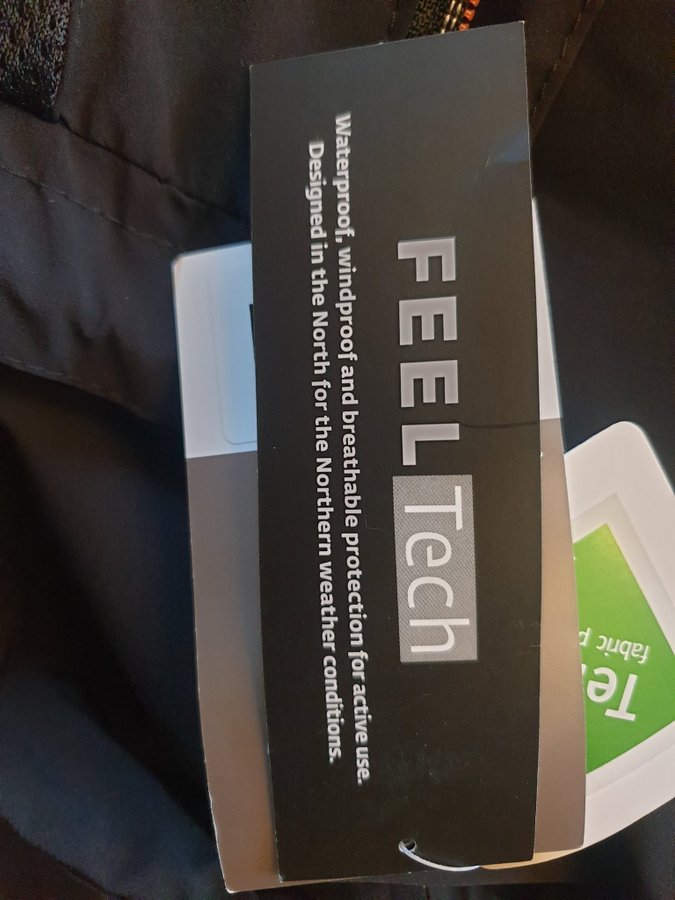 FEEL Tech
Waterproof, windproof and breathable protection for active use.
Designed in the North for the Northern weather conditions.
fabric